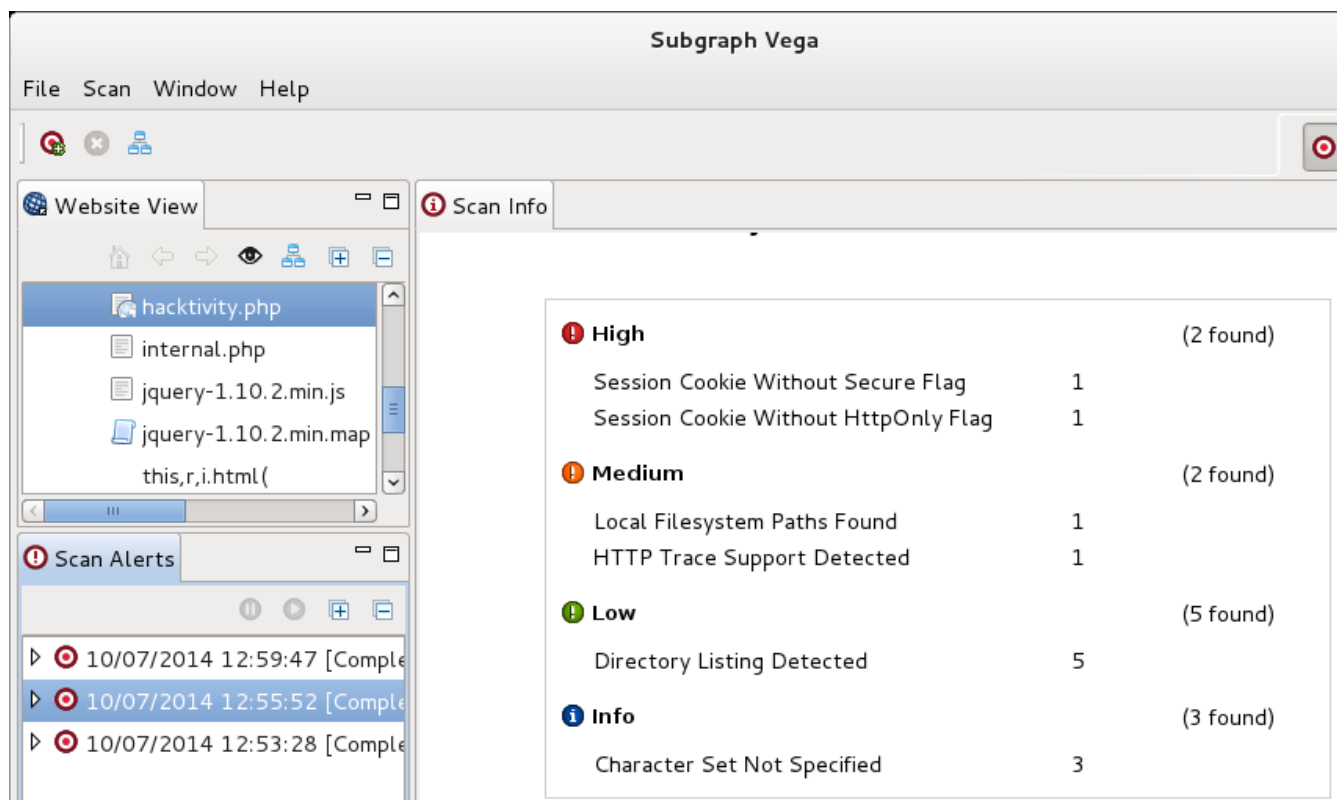 Subgraph Vega
File Scan Window Help
Website View
hacktivity.php
internal.php
jquery-1.10.2.min.js
jquery-1.10.2.min.map
this,r,i.html(
Scan Alerts
10/07/2014 12:59:47 [Comple
10/07/2014 12:55:52 [Comple
10/07/2014 12:53:28 [Comple
Scan Info
High (2 found)
Session Cookie Without Secure Flag 1
Session Cookie Without HttpOnly Flag 1
Medium (2 found)
Local Filesystem Paths Found 1
HTTP Trace Support Detected 1
Low (5 found)
Directory Listing Detected 5
Info (3 found)
Character Set Not Specified 3